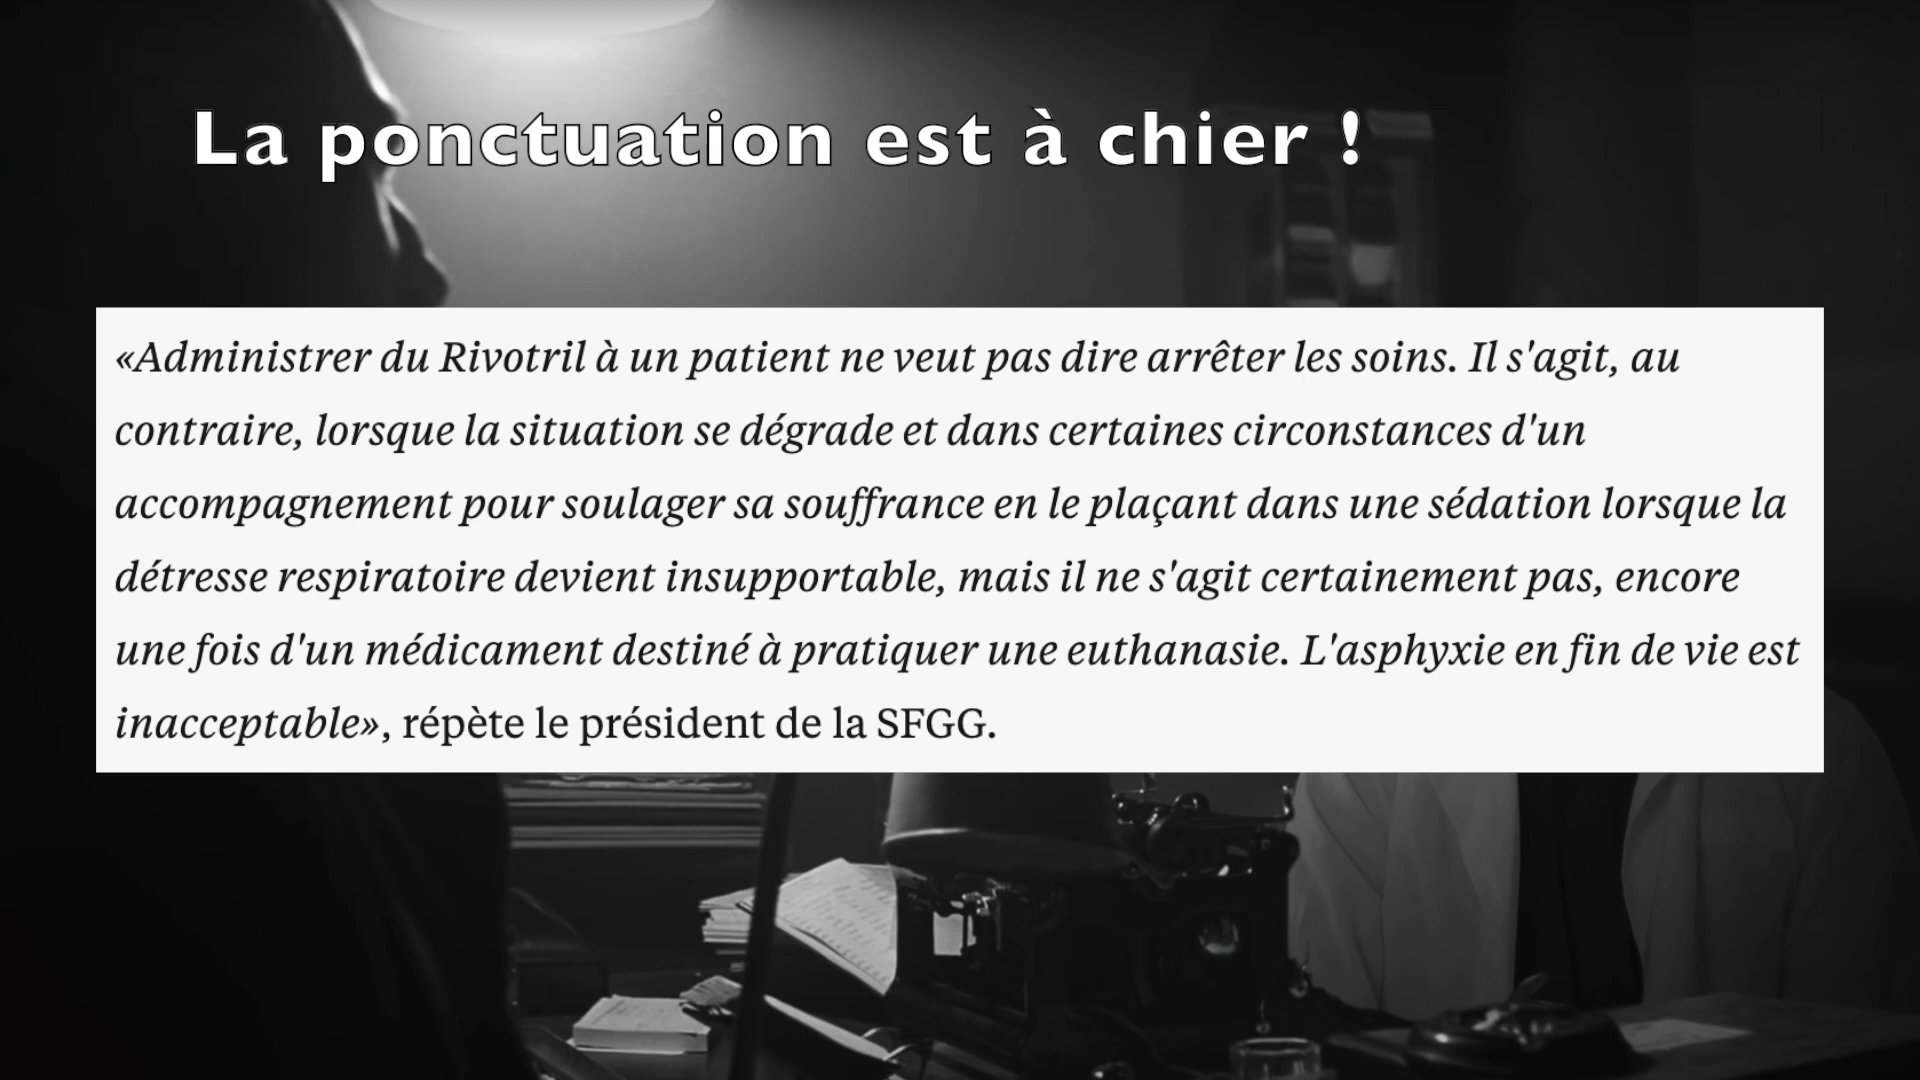 La ponctuation est à chier !
«Administrer du Rivotril à un patient ne veut pas dire arrêter les soins. Il s'agit, au
contraire, lorsque la situation se dégrade et dans certaines circonstances d'un
accompagnement pour soulager sa souffrance en le plaçant dans une sédation lorsque la
détresse respiratoire devient insupportable, mais il ne s'agit certainement pas, encore
une fois d'un médicament destiné à pratiquer une euthanasie. L'asphyxie en fin de vie est
inacceptable», répète le président de la SFGG.